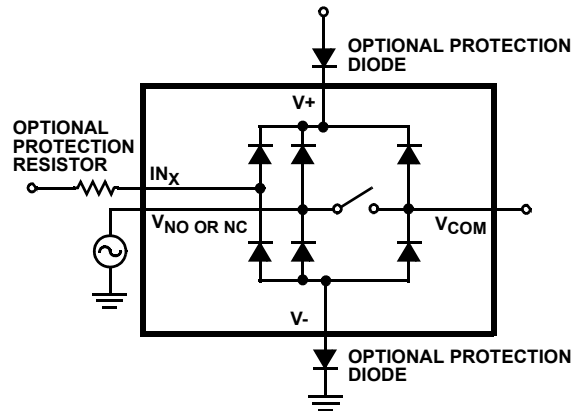 OPTIONAL PROTECTION
DIODE
V+
OPTIONAL
PROTECTION
RESISTOR
INX
VNO OR NC
VCOM
V-
OPTIONAL PROTECTION
DIODE